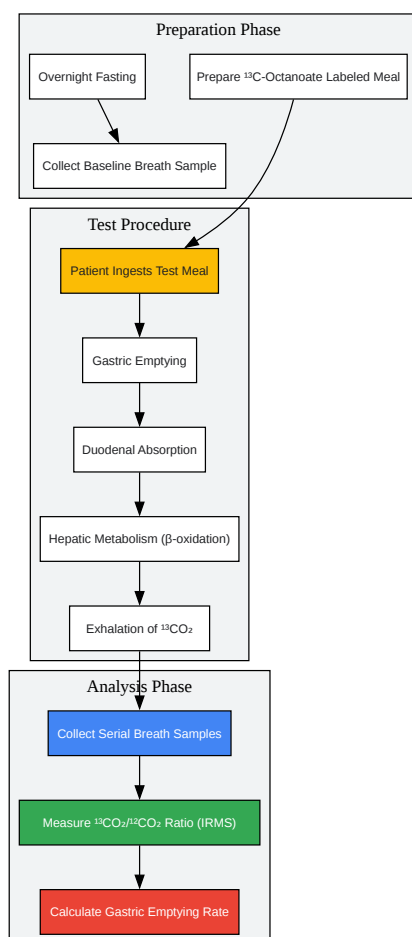 Preparation Phase
Overnight Fasting
Prepare ¹³C-Octanoate Labeled Meal
Collect Baseline Breath Sample
Test Procedure
Patient Ingests Test Meal
Gastric Emptying
Duodenal Absorption
Hepatic Metabolism (β-oxidation)
Exhalation of ¹³CO₂
Analysis Phase
Collect Serial Breath Samples
Measure ¹³CO₂/¹²CO₂ Ratio (IRMS)
Calculate Gastric Emptying Rate